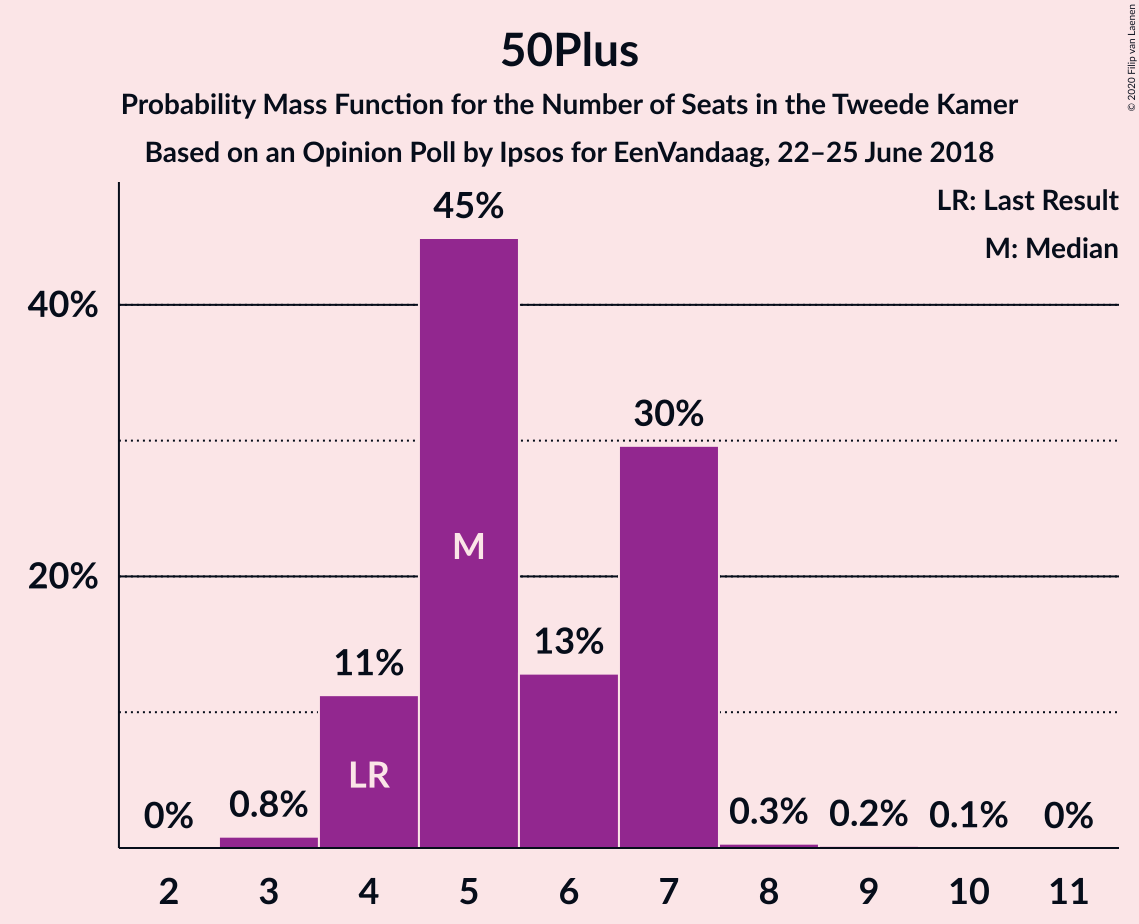 © 2020 Filip van Laenen
50Plus
Probability Mass Function for the Number of Seats in the Tweede Kamer
Based on an Opinion Poll by Ipsos for EenVandaag, 22–25 June 2018
LR: Last Result
M: Median
45%
40%
30%
M
20%
13%
11%
LR
0%
0.8%
0.3%
0.2%
0.1%
0%
2 3 4 5 6 7 8 9 10 11